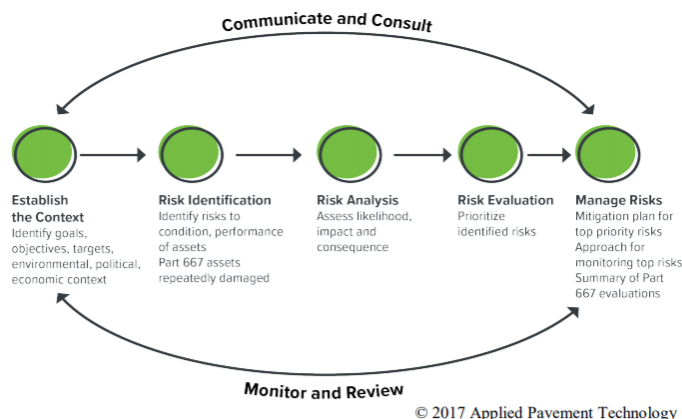 Communicate and Consult
Establish
the Context
Identify goals,
objectives, targets,
environmental, political,
economic context
Risk Identification
Identify risks to
condition, performance
of assets
Part 667 assets
repeatedly damaged
Risk Analysis
Assess likelihood,
impact and
consequence
Risk Evaluation
Prioritize
identified risks
Manage Risks
Mitigation plan for
top priority risks
Approach for
monitoring top risks
Summary of Part
667 evaluations
Monitor and Review
© 2017 Applied Pavement Technology